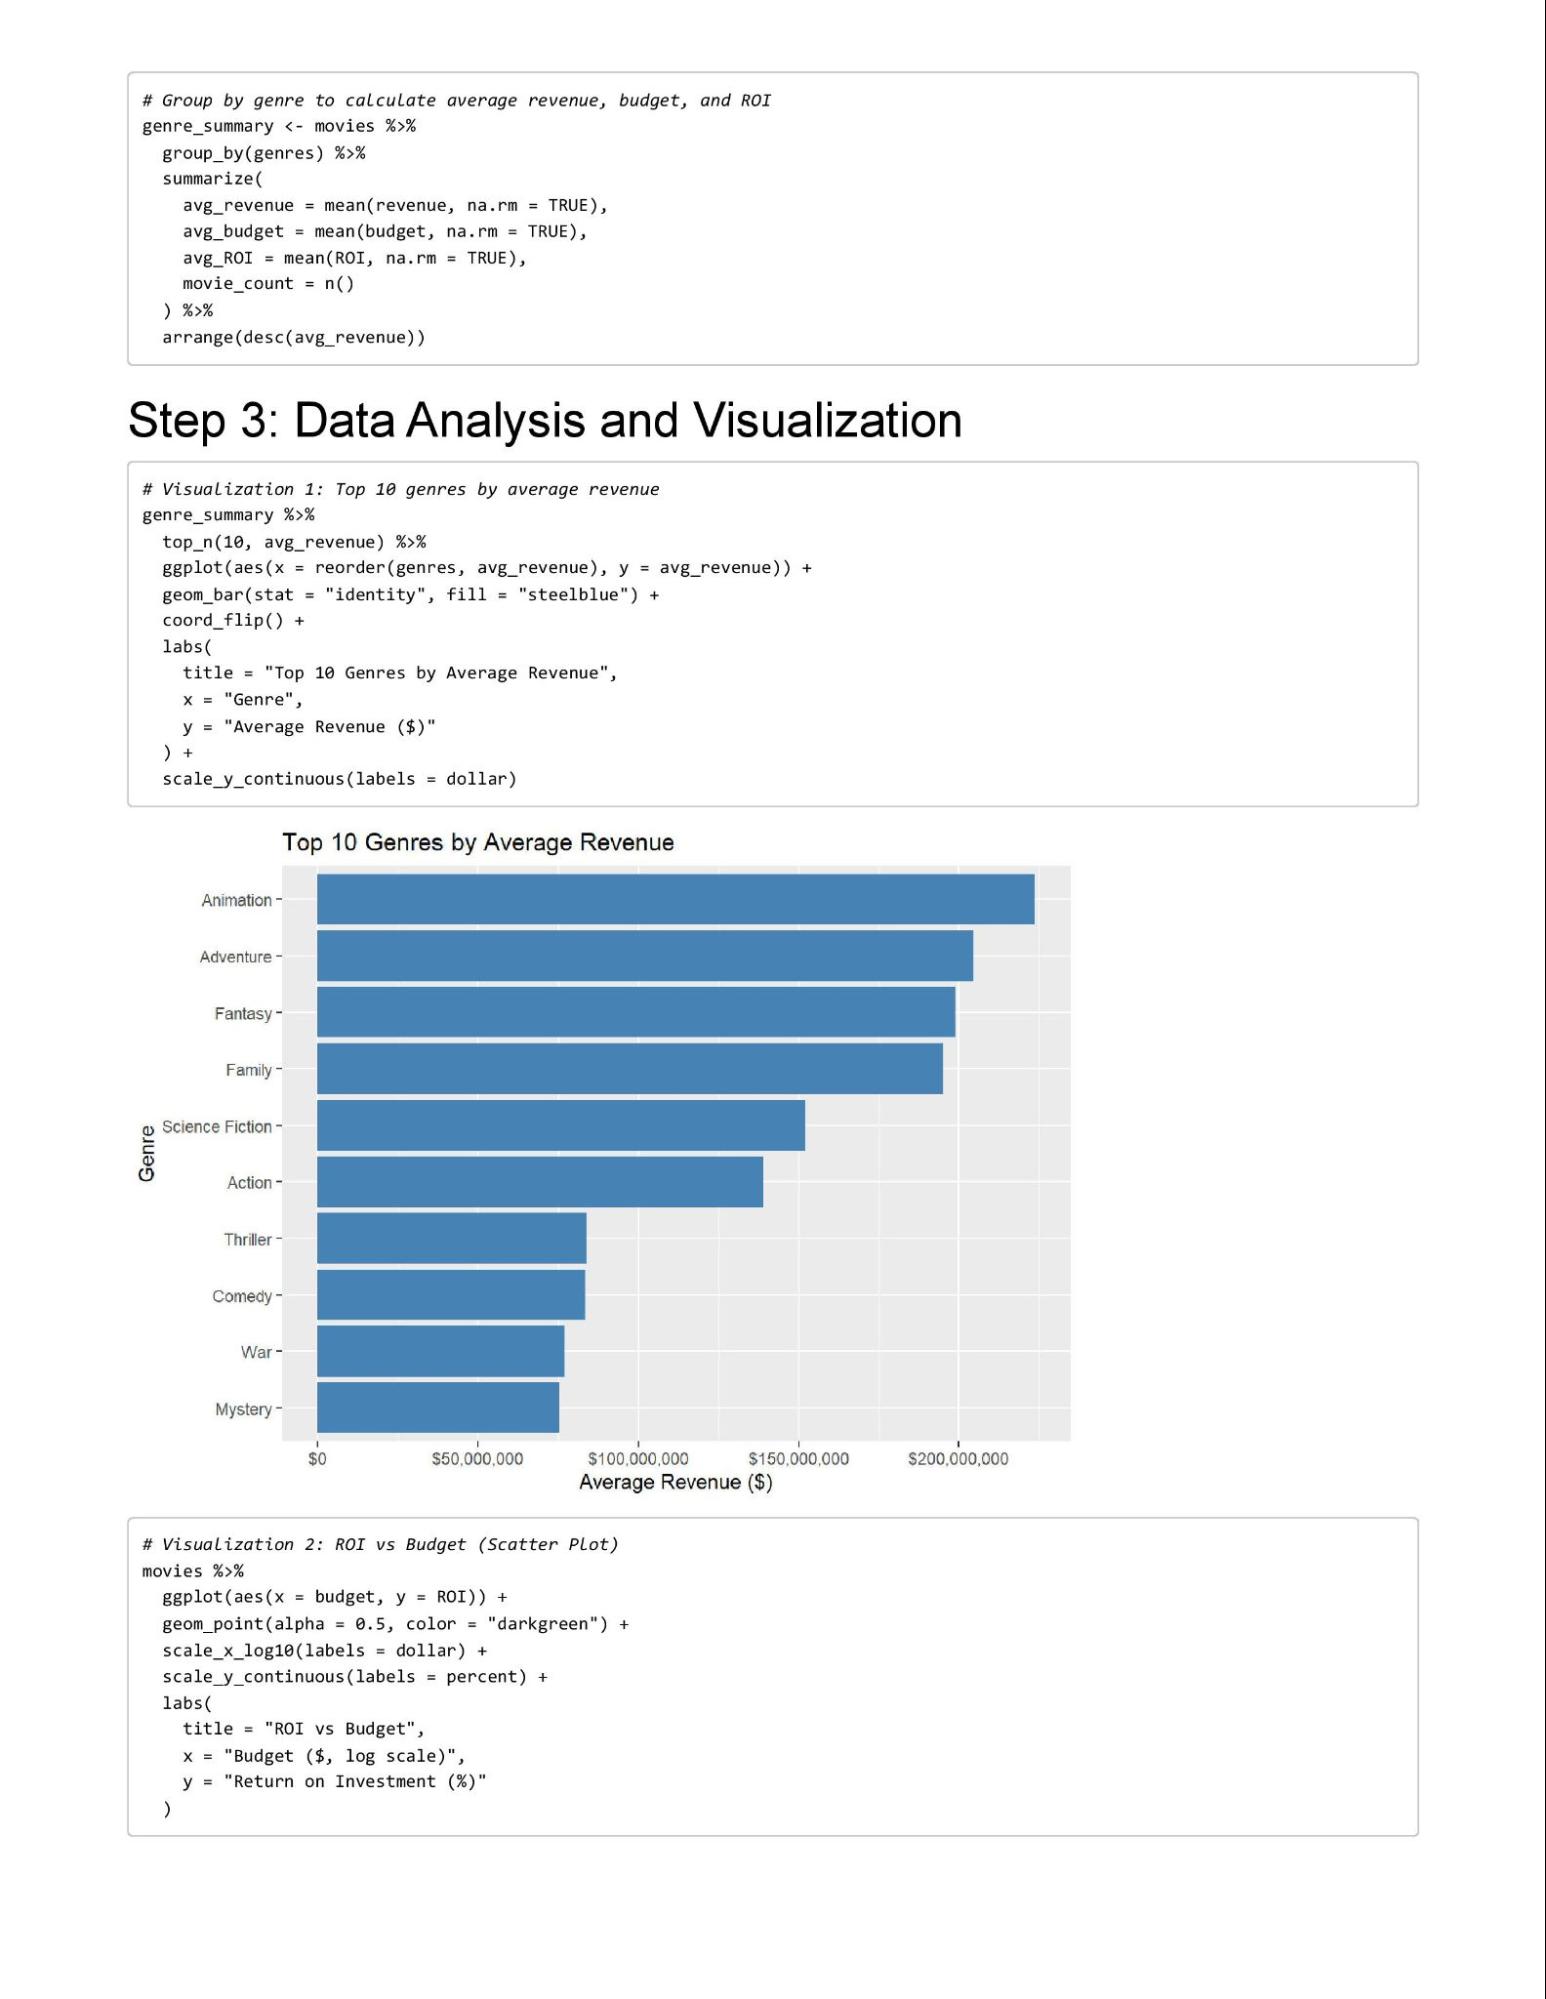 # Group by genre to calculate average revenue, budget, and ROI
genre_summary <- movies %>%
  group_by(genres) %>%
  summarize(
    avg_revenue = mean(revenue, na.rm = TRUE),
    avg_budget = mean(budget, na.rm = TRUE),
    avg_ROI = mean(ROI, na.rm = TRUE),
    movie_count = n()
  ) %>%
  arrange(desc(avg_revenue))
Step 3: Data Analysis and Visualization
# Visualization 1: Top 10 genres by average revenue
genre_summary %>%
  top_n(10, avg_revenue) %>%
  ggplot(aes(x = reorder(genres, avg_revenue), y = avg_revenue)) +
  geom_bar(stat = "identity", fill = "steelblue") +
  coord_flip() +
  labs(
    title = "Top 10 Genres by Average Revenue",
    x = "Genre",
    y = "Average Revenue ($)"
  ) +
  scale_y_continuous(labels = dollar)
Top 10 Genres by Average Revenue
Genre
Animation
Adventure
Fantasy
Family
Science Fiction
Action
Thriller
Comedy
War
Mystery
$0 $50,000,000 $100,000,000 $150,000,000 $200,000,000
Average Revenue ($)
# Visualization 2: ROI vs Budget (Scatter Plot)
movies %>%
  ggplot(aes(x = budget, y = ROI)) +
  geom_point(alpha = 0.5, color = "darkgreen") +
  scale_x_log10(labels = dollar) +
  scale_y_continuous(labels = percent) +
  labs(
    title = "ROI vs Budget",
    x = "Budget ($, log scale)",
    y = "Return on Investment (%)"
  )